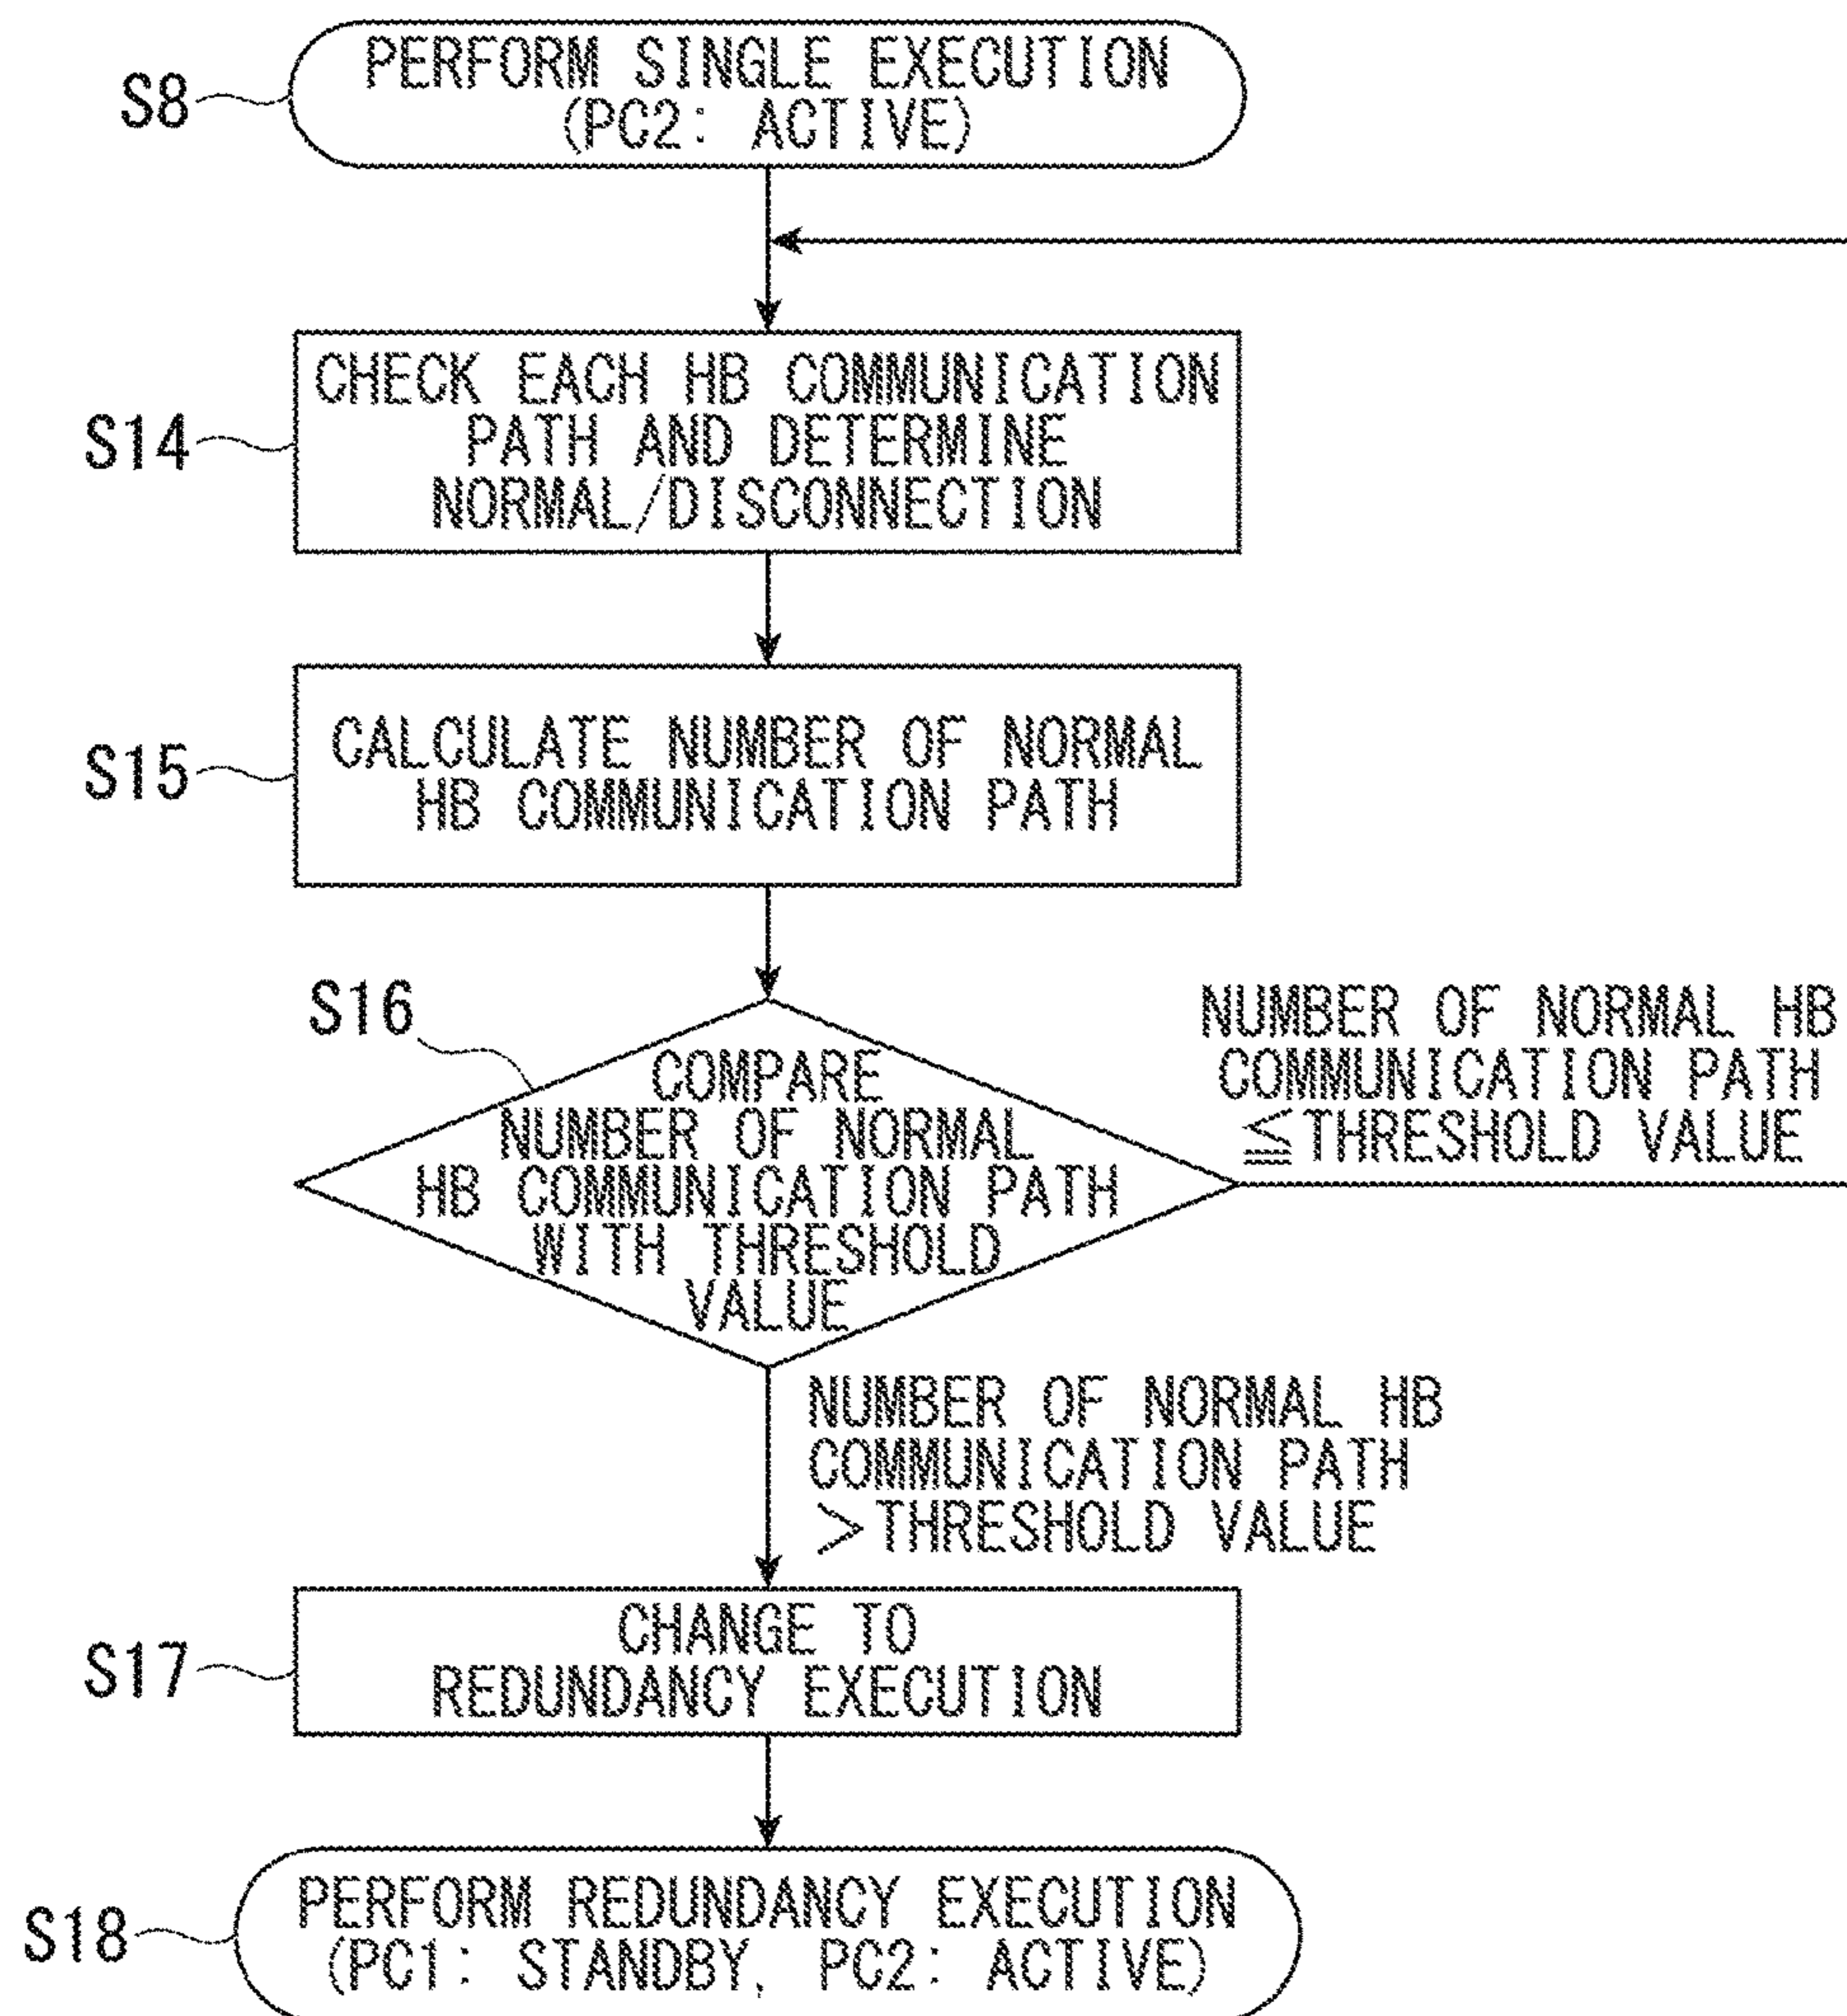 S8
PERFORM SINGLE EXECUTION
(PC2: ACTIVE)
S14
CHECK EACH HB COMMUNICATION
PATH AND DETERMINE
NORMAL/DISCONNECTION
S15
CALCULATE NUMBER OF NORMAL
HB COMMUNICATION PATH
S16
COMPARE
NUMBER OF NORMAL
HB COMMUNICATION PATH
WITH THRESHOLD
VALUE
NUMBER OF NORMAL HB
COMMUNICATION PATH
≦THRESHOLD VALUE
NUMBER OF NORMAL HB
COMMUNICATION PATH
>THRESHOLD VALUE
S17
CHANGE TO
REDUNDANCY EXECUTION
S18
PERFORM REDUNDANCY EXECUTION
(PC1: STANDBY, PC2: ACTIVE)